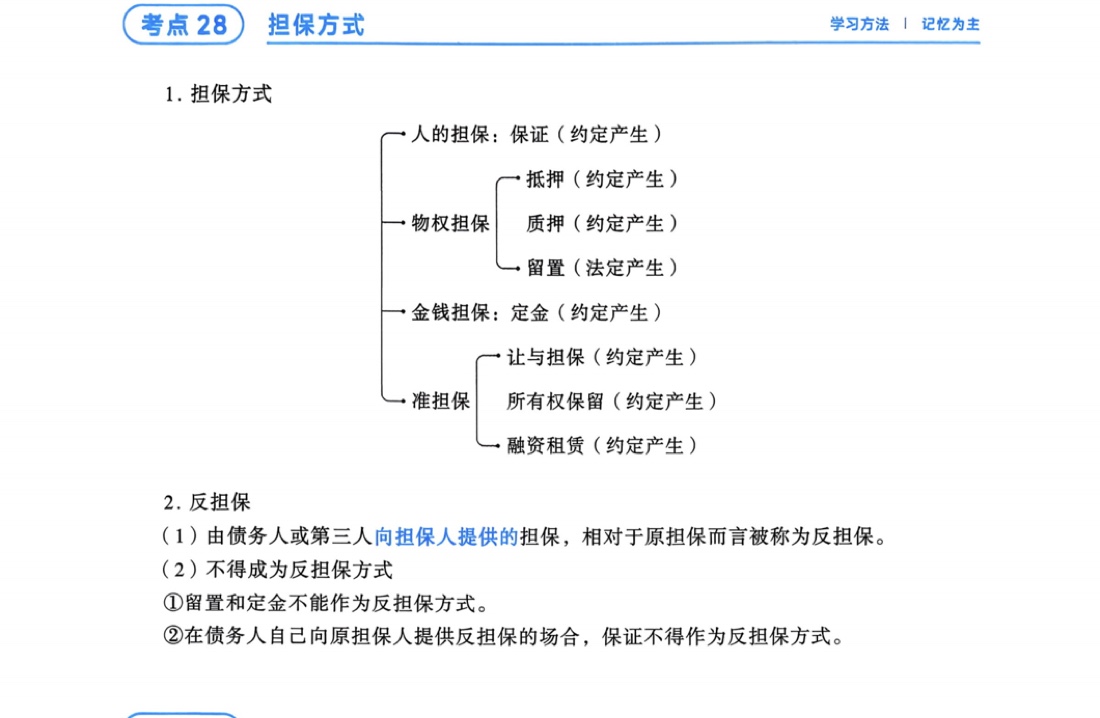 考点 28 担保方式 学习方法 | 记忆为主
1. 担保方式
人的担保：保证（约定产生）
抵押（约定产生）
物权担保 质押（约定产生）
留置（法定产生）
金钱担保：定金（约定产生）
让与担保（约定产生）
准担保 所有权保留（约定产生）
融资租赁（约定产生）
2. 反担保
（1）由债务人或第三人向担保人提供的担保，相对于原担保而言被称为反担保。
（2）不得成为反担保方式
①留置和定金不能作为反担保方式。
②在债务人自己向原担保人提供反担保的场合，保证不得作为反担保方式。